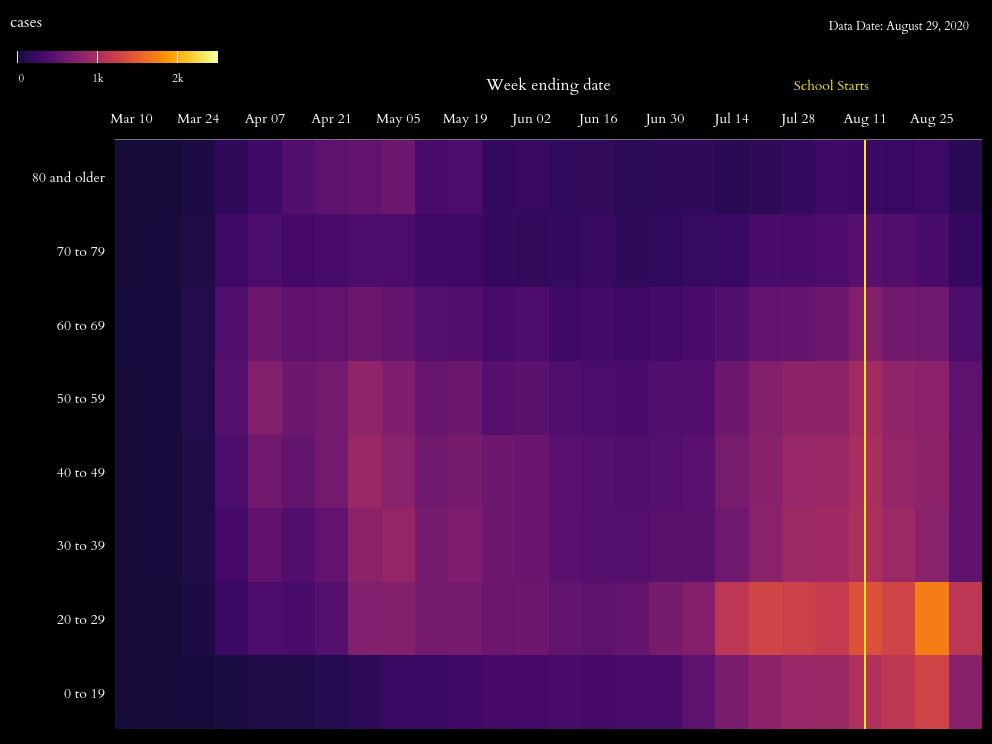 cases
Data Date: August 29, 2020
0 1k 2k
Week ending date
School Starts
Mar 10 Mar 24 Apr 07 Apr 21 May 05 May 19 Jun 02 Jun 16 Jun 30 Jul 14 Jul 28 Aug 11 Aug 25
80 and older
70 to 79
60 to 69
50 to 59
40 to 49
30 to 39
20 to 29
0 to 19